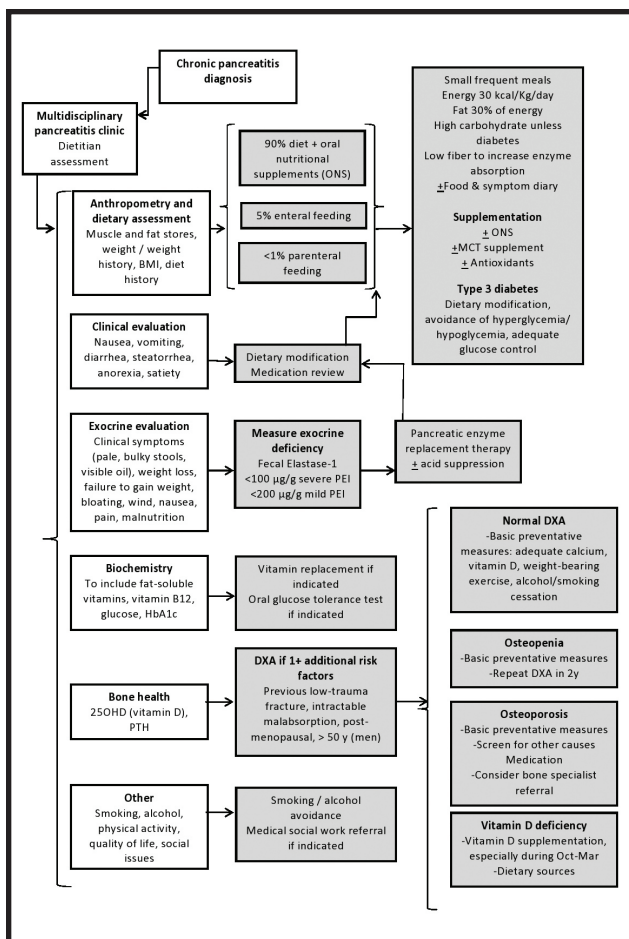 Chronic pancreatitis
diagnosis
Multidisciplinary
pancreatitis clinic
Dietitian
assessment
Anthropometry and
dietary assessment
Muscle and fat stores,
weight / weight
history, BMI, diet
history
90% diet + oral
nutritional
supplements (ONS)
5% enteral feeding
<1% parenteral
feeding
Small frequent meals
Energy 30 kcal/Kg/day
Fat 30% of energy
High carbohydrate unless
diabetes
Low fiber to increase enzyme
absorption
+Food & symptom diary
Supplementation
+ ONS
+MCT supplement
+ Antioxidants
Type 3 diabetes
Dietary modification,
avoidance of hyperglycemia/
hypoglycemia, adequate
glucose control
Clinical evaluation
Nausea, vomiting,
diarrhea, steatorrhea,
anorexia, satiety
Dietary modification
Medication review
Exocrine evaluation
Clinical symptoms
(pale, bulky stools,
visible oil), weight loss,
failure to gain weight,
bloating, wind, nausea,
pain, malnutrition
Measure exocrine
deficiency
Fecal Elastase-1
<100 µg/g severe PEI
<200 µg/g mild PEI
Pancreatic enzyme
replacement therapy
+ acid suppression
Biochemistry
To include fat-soluble
vitamins, vitamin B12,
glucose, HbA1c
Vitamin replacement if
indicated
Oral glucose tolerance test
if indicated
Bone health
25OHD (vitamin D),
PTH
DXA if 1+ additional risk
factors
Previous low-trauma
fracture, intractable
malabsorption, post-
menopausal, > 50 y (men)
Normal DXA
-Basic preventative
measures: adequate calcium,
vitamin D, weight-bearing
exercise, alcohol/smoking
cessation
Osteopenia
-Basic preventative measures
-Repeat DXA in 2y
Osteoporosis
-Basic preventative measures
-Screen for other causes
Medication
-Consider bone specialist
referral
Vitamin D deficiency
-Vitamin D supplementation,
especially during Oct-Mar
-Dietary sources
Other
Smoking, alcohol,
physical activity,
quality of life, social
issues
Smoking / alcohol
avoidance
Medical social work referral
if indicated